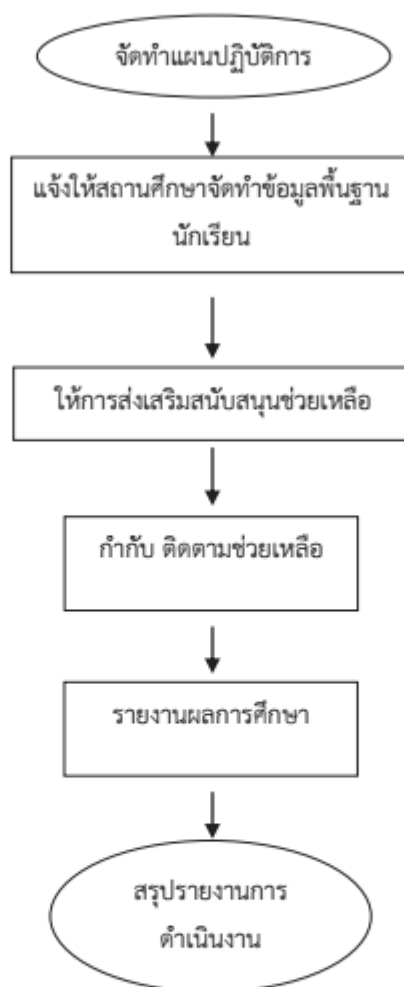 จัดทำแผนปฏิบัติการ
แจ้งให้สถานศึกษาจัดทำข้อมูลพื้นฐาน
นักเรียน
ให้การส่งเสริมสนับสนุนช่วยเหลือ
กำกับ ติดตามช่วยเหลือ
รายงานผลการศึกษา
สรุปรายงานการ
ดำเนินงาน